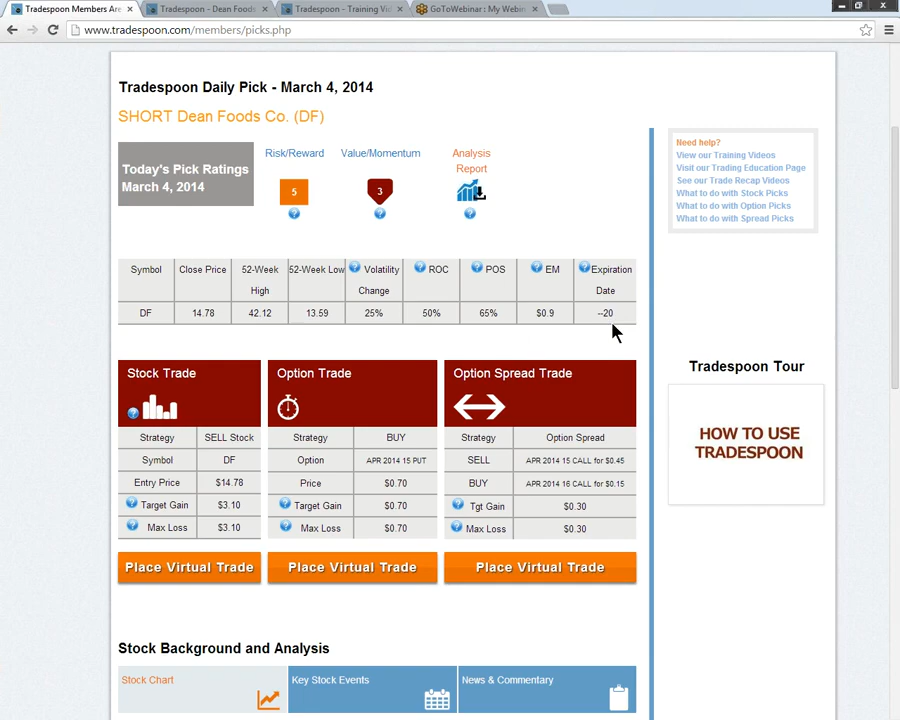 Tradespoon Members Are
Tradespoon - Dean Foods
Tradespoon - Training Vi
GoToWebinar : My Webin
www.tradespoon.com/members/picks.php
Tradespoon Daily Pick - March 4, 2014
SHORT Dean Foods Co. (DF)
Today's Pick Ratings
March 4, 2014
Risk/Reward
5
Value/Momentum
3
Analysis
Report
Need help?
View our Training Videos
Visit our Trading Education Page
See our Trade Recap Videos
What to do with Stock Picks
What to do with Option Picks
What to do with Spread Picks
Symbol Close Price 52-Week High 52-Week Low Volatility Change ROC POS EM Expiration Date
DF 14.78 42.12 13.59 25% 50% 65% $0.9 --20
Stock Trade
Strategy SELL Stock
Symbol DF
Entry Price $14.78
Target Gain $3.10
Max Loss $3.10
Place Virtual Trade
Option Trade
Strategy BUY
Option APR 2014 15 PUT
Price $0.70
Target Gain $0.70
Max Loss $0.70
Place Virtual Trade
Option Spread Trade
Strategy Option Spread
SELL APR 2014 15 CALL for $0.45
BUY APR 2014 16 CALL for $0.15
Tgt Gain $0.30
Max Loss $0.30
Place Virtual Trade
Tradespoon Tour
HOW TO USE
TRADESPOON
Stock Background and Analysis
Stock Chart
Key Stock Events
News & Commentary